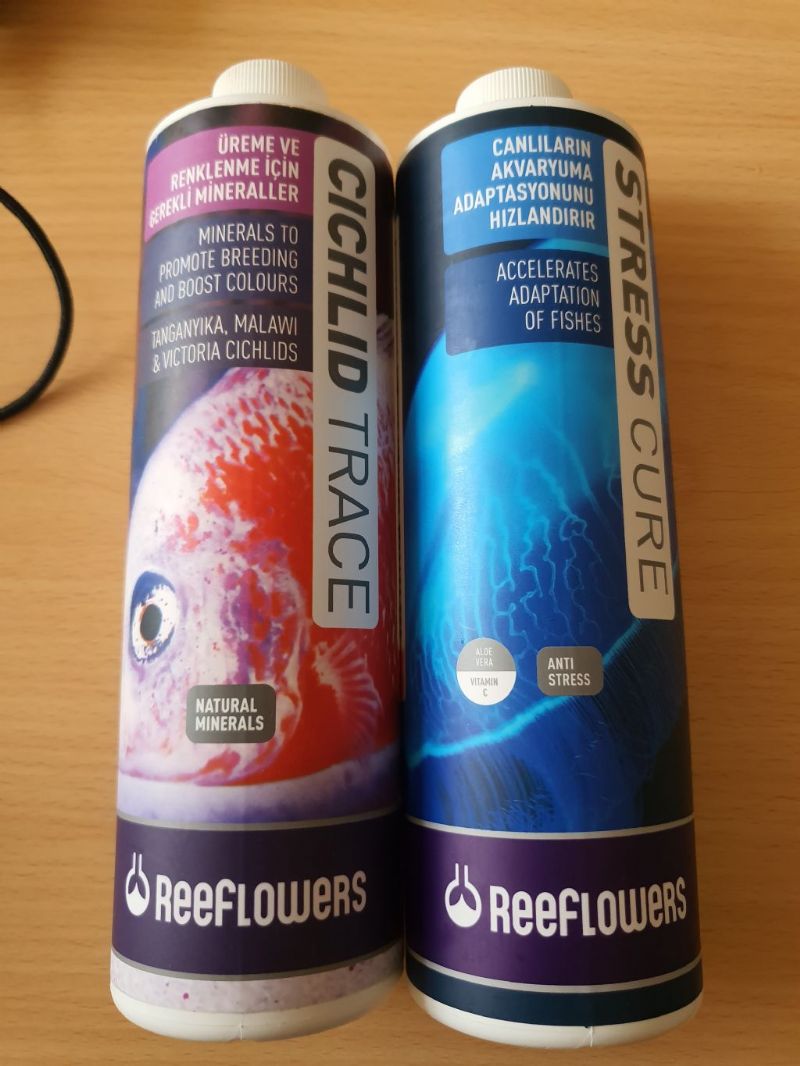 ÜREME VE
RENKLENME İÇİN
GEREKLİ MİNERALLER
MINERALS TO
PROMOTE BREEDING
AND BOOST COLOURS
TANGANYIKA, MALAWI
& VICTORIA CICHLIDS
CICHLID TRACE
NATURAL
MINERALS
REEFLOWERS
CANLILARIN
AKVARYUMA
ADAPTASYONUNU
HIZLANDIRIR
ACCELERATES
ADAPTATION
OF FISHES
STRESS CURE
ALOE
VERA
VITAMIN
C
ANTI
STRESS
REEFLOWERS